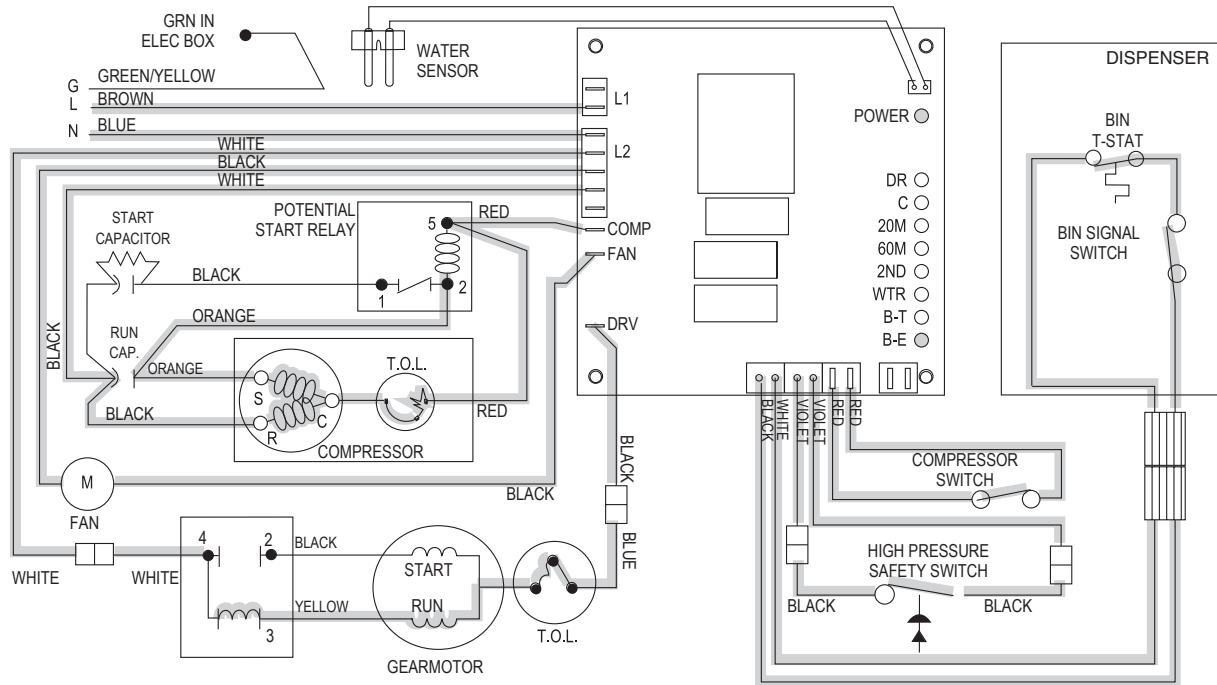 GRN IN
ELEC BOX
WATER
SENSOR
DISPENSER
G GREEN/YELLOW
L BROWN
N BLUE
WHITE
BLACK
WHITE
L1
L2
POWER
BIN
T-STAT
DR
C
20M
60M
2ND
WTR
B-T
B-E
BIN SIGNAL
SWITCH
START
CAPACITOR
POTENTIAL
START RELAY
5
RED
COMP
FAN
BLACK
1
2
ORANGE
DRV
BLACK
RUN
CAP.
ORANGE
T.O.L.
S
C
R
RED
BLACK
COMPRESSOR
BLACK
WHITE
VIOLET
VIOLET
RED
RED
COMPRESSOR
SWITCH
M
FAN
BLACK
BLACK
BLUE
4
2
BLACK
START
WHITE
WHITE
YELLOW
RUN
3
T.O.L.
GEARMOTOR
HIGH PRESSURE
SAFETY SWITCH
BLACK
BLACK